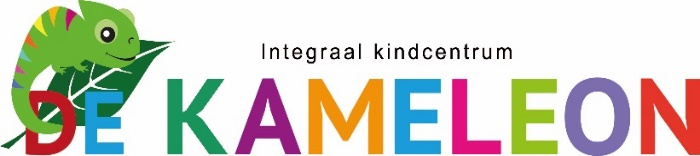 Integraal kindcentrum
DE KAMELEON